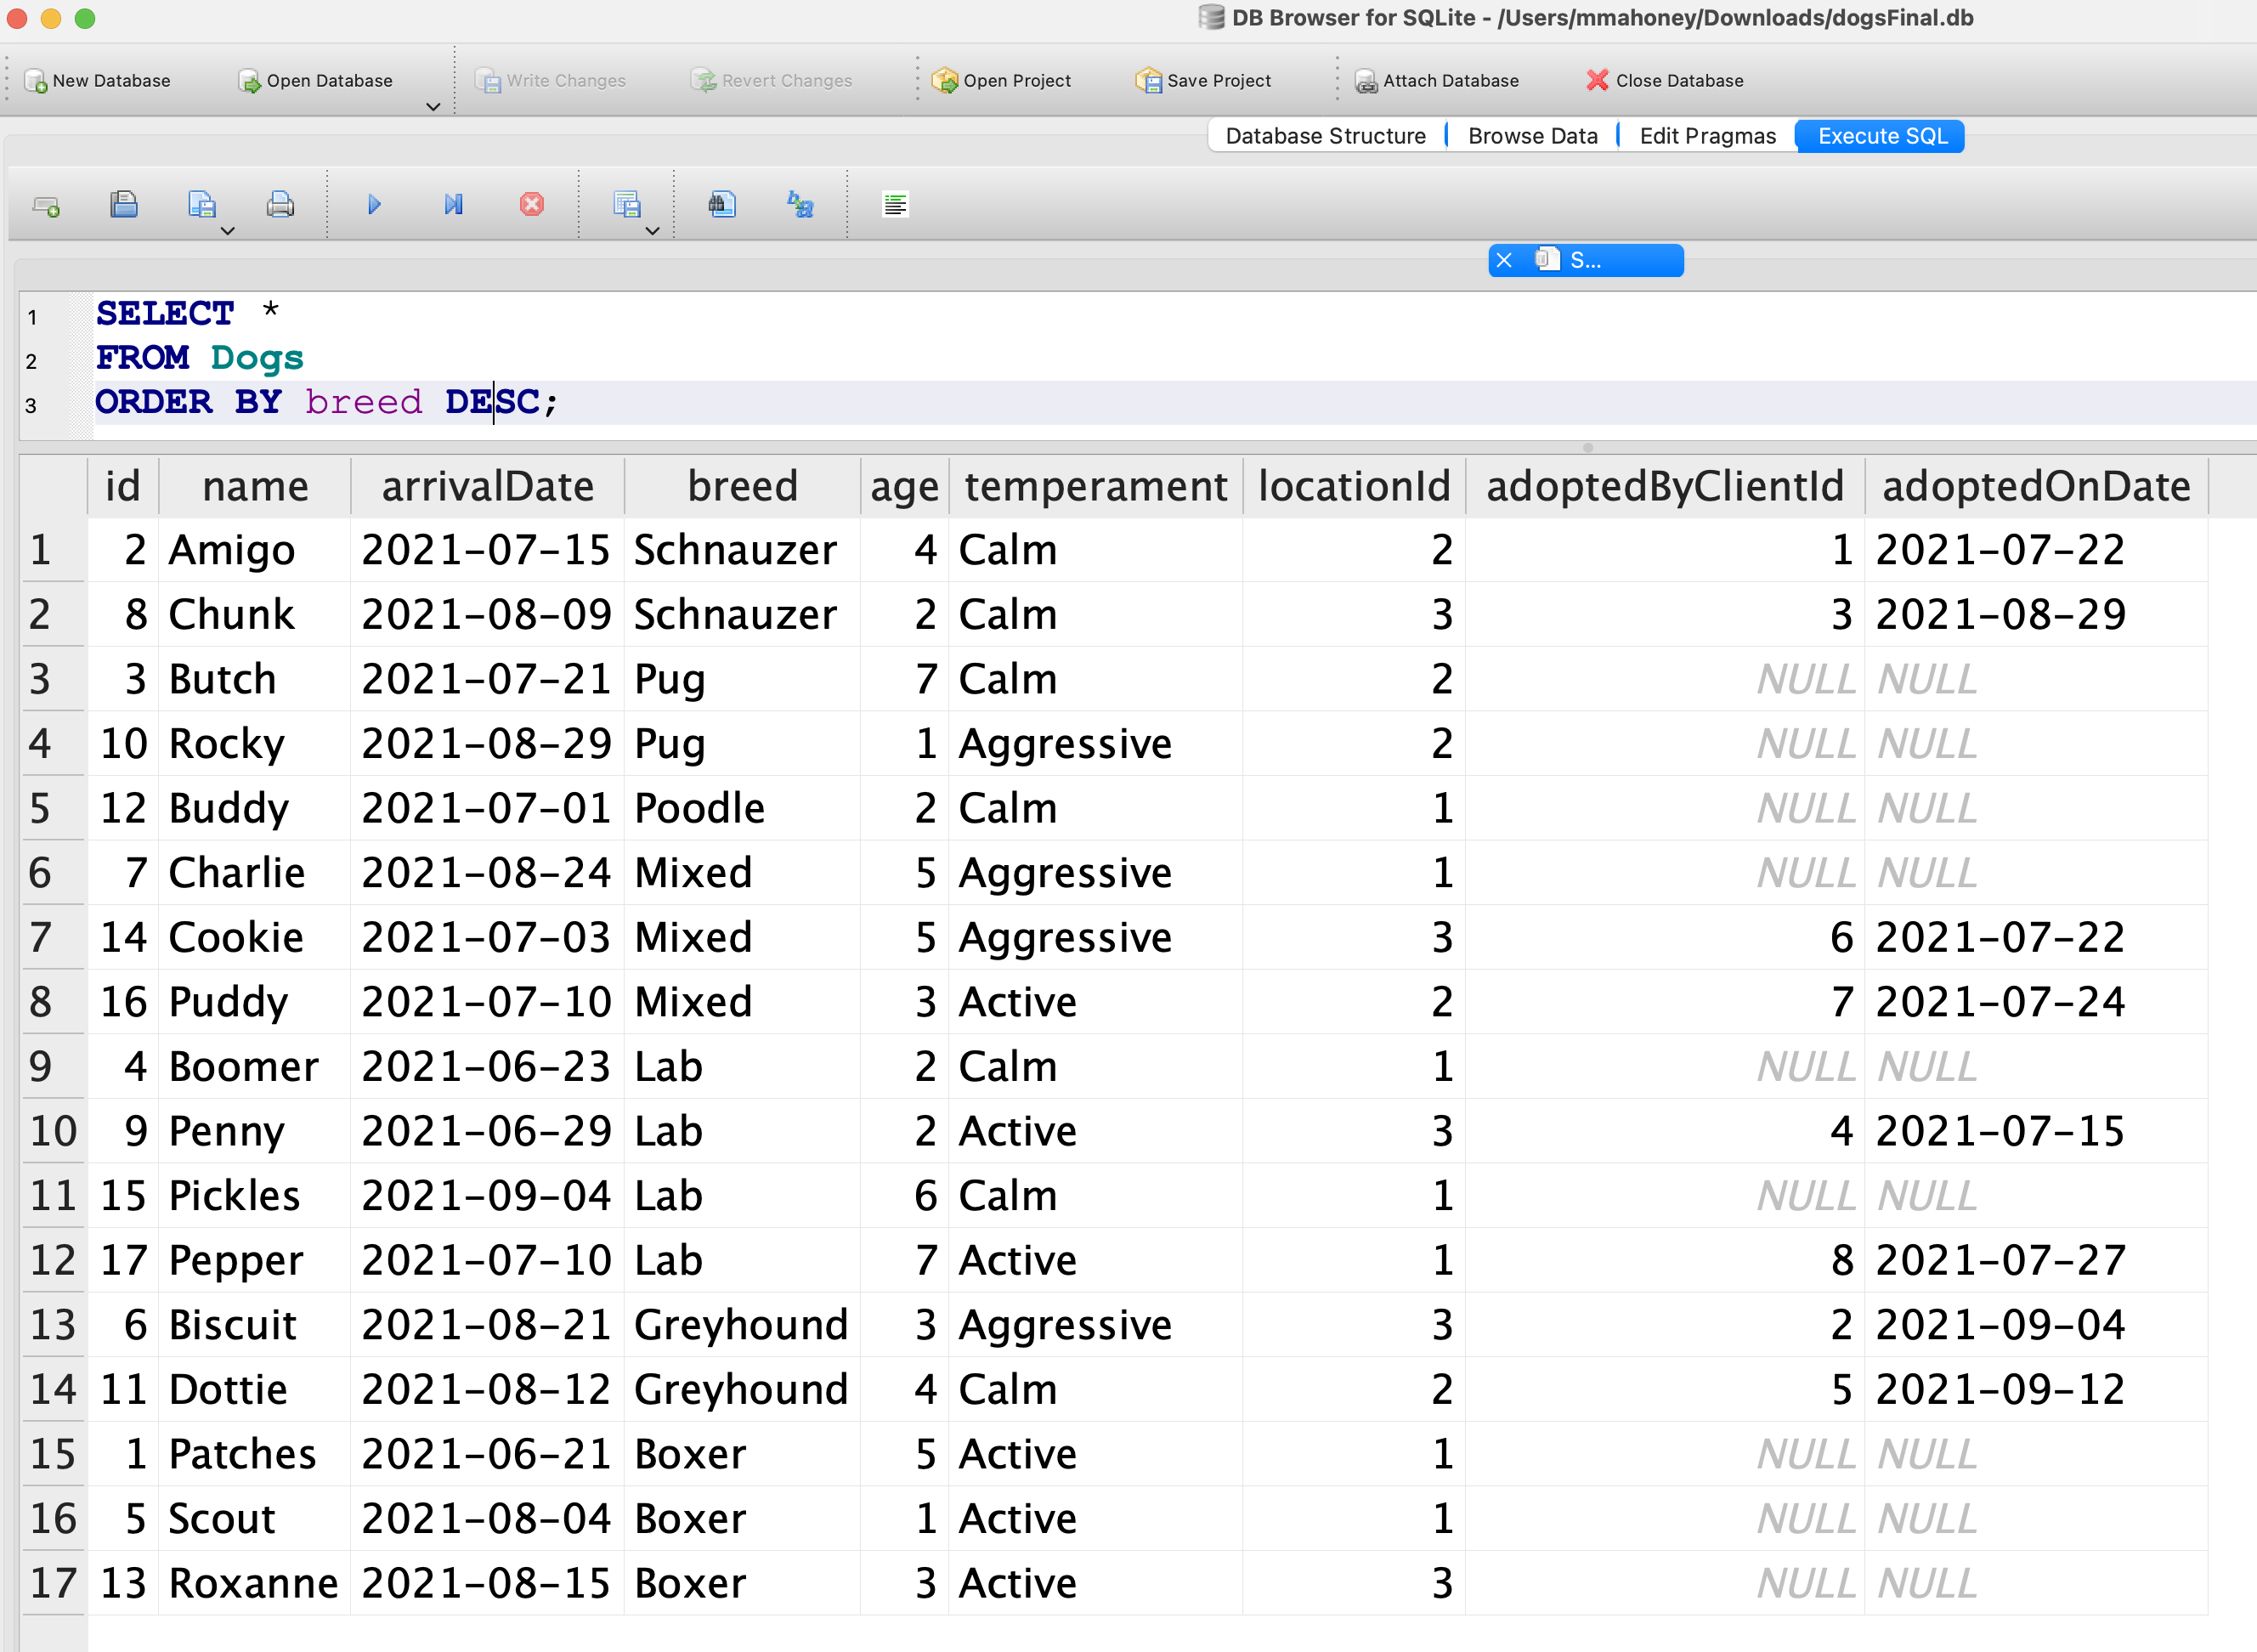 DB Browser for SQLite - /Users/mmahoney/Downloads/dogsFinal.db
New Database Open Database Write Changes Revert Changes Open Project Save Project Attach Database Close Database
Database Structure Browse Data Edit Pragmas Execute SQL
S...
1 SELECT *
2 FROM Dogs
3 ORDER BY breed DESC;
id name arrivalDate breed age temperament locationId adoptedByClientId adoptedOnDate
1 2 Amigo 2021-07-15 Schnauzer 4 Calm 2 1 2021-07-22
2 8 Chunk 2021-08-09 Schnauzer 2 Calm 3 3 2021-08-29
3 3 Butch 2021-07-21 Pug 7 Calm 2 NULL NULL
4 10 Rocky 2021-08-29 Pug 1 Aggressive 2 NULL NULL
5 12 Buddy 2021-07-01 Poodle 2 Calm 1 NULL NULL
6 7 Charlie 2021-08-24 Mixed 5 Aggressive 1 NULL NULL
7 14 Cookie 2021-07-03 Mixed 5 Aggressive 3 6 2021-07-22
8 16 Puddy 2021-07-10 Mixed 3 Active 2 7 2021-07-24
9 4 Boomer 2021-06-23 Lab 2 Calm 1 NULL NULL
10 9 Penny 2021-06-29 Lab 2 Active 3 4 2021-07-15
11 15 Pickles 2021-09-04 Lab 6 Calm 1 NULL NULL
12 17 Pepper 2021-07-10 Lab 7 Active 1 8 2021-07-27
13 6 Biscuit 2021-08-21 Greyhound 3 Aggressive 3 2 2021-09-04
14 11 Dottie 2021-08-12 Greyhound 4 Calm 2 5 2021-09-12
15 1 Patches 2021-06-21 Boxer 5 Active 1 NULL NULL
16 5 Scout 2021-08-04 Boxer 1 Active 1 NULL NULL
17 13 Roxanne 2021-08-15 Boxer 3 Active 3 NULL NULL